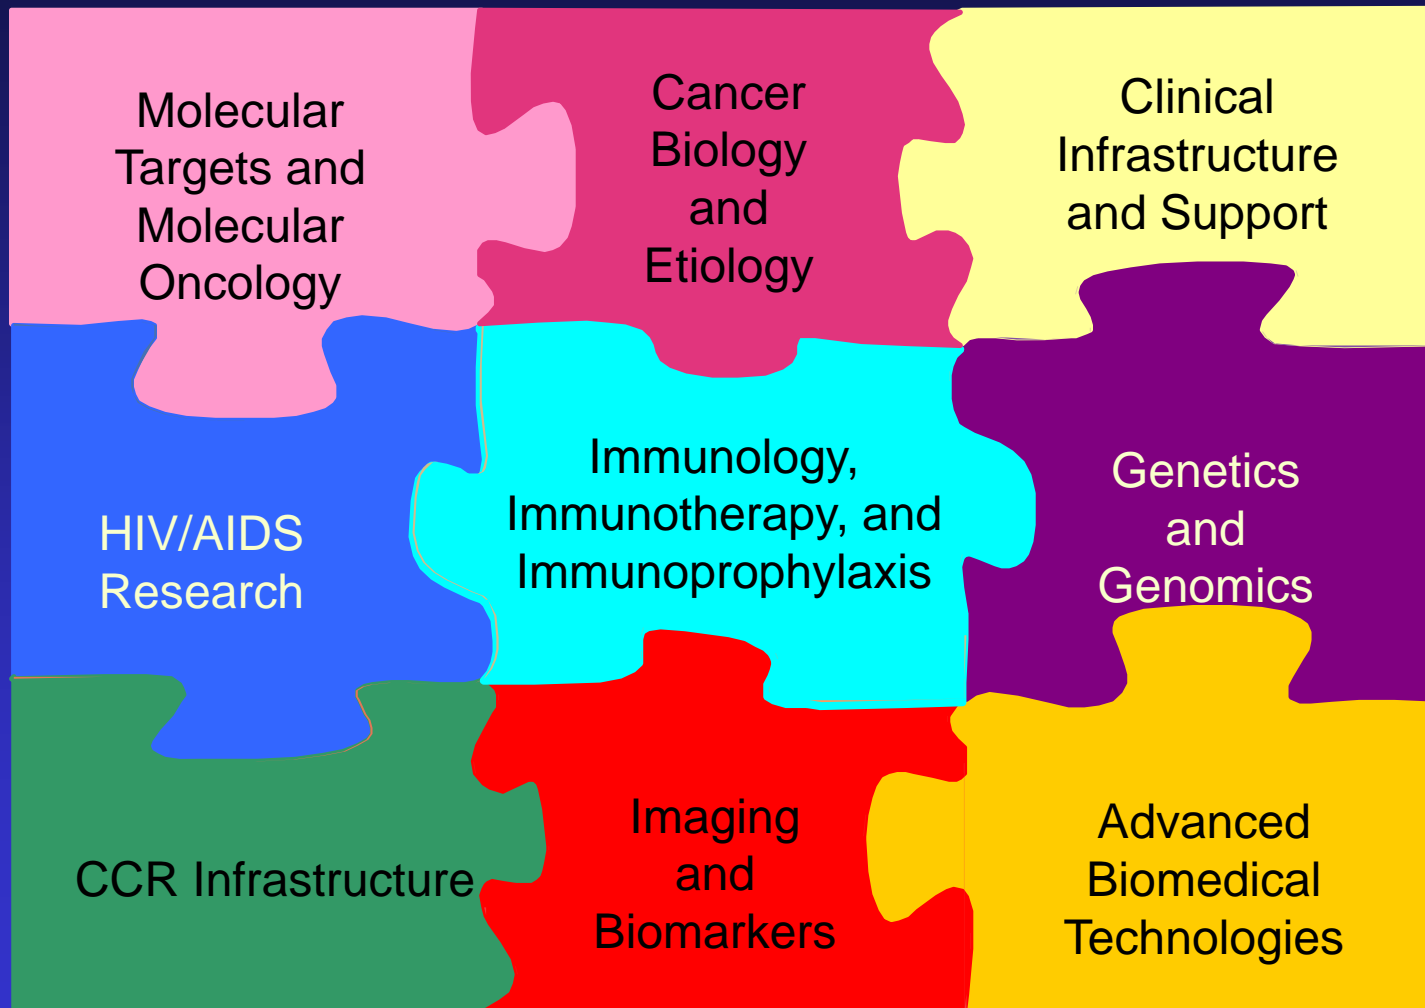 Molecular
Targets and
Molecular
Oncology
Cancer
Biology
and
Etiology
Clinical
Infrastructure
and Support
HIV/AIDS
Research
Immunology,
Immunotherapy, and
Immunoprophylaxis
Genetics
and
Genomics
CCR Infrastructure
Imaging
and
Biomarkers
Advanced
Biomedical
Technologies